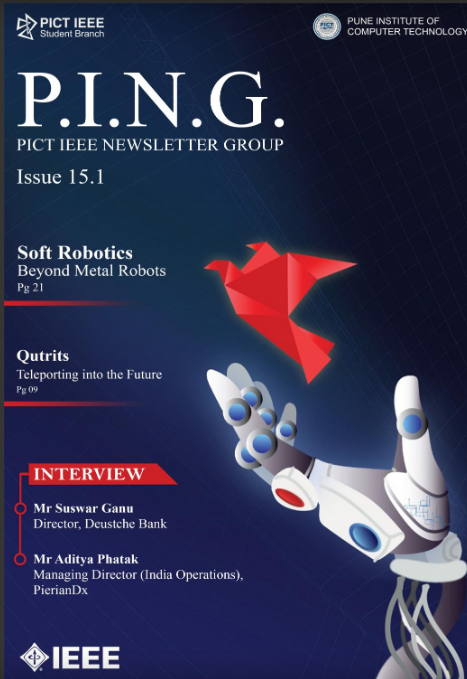 PICT IEEE
Student Branch
PUNE INSTITUTE OF
COMPUTER TECHNOLOGY
P.I.N.G.
PICT IEEE NEWSLETTER GROUP
Issue 15.1
Soft Robotics
Beyond Metal Robots
Pg 21
Qutrits
Teleporting into the Future
Pg 09
INTERVIEW
Mr Suswar Ganu
Director, Deustche Bank
Mr Aditya Phatak
Managing Director (India Operations),
PierianDx
IEEE